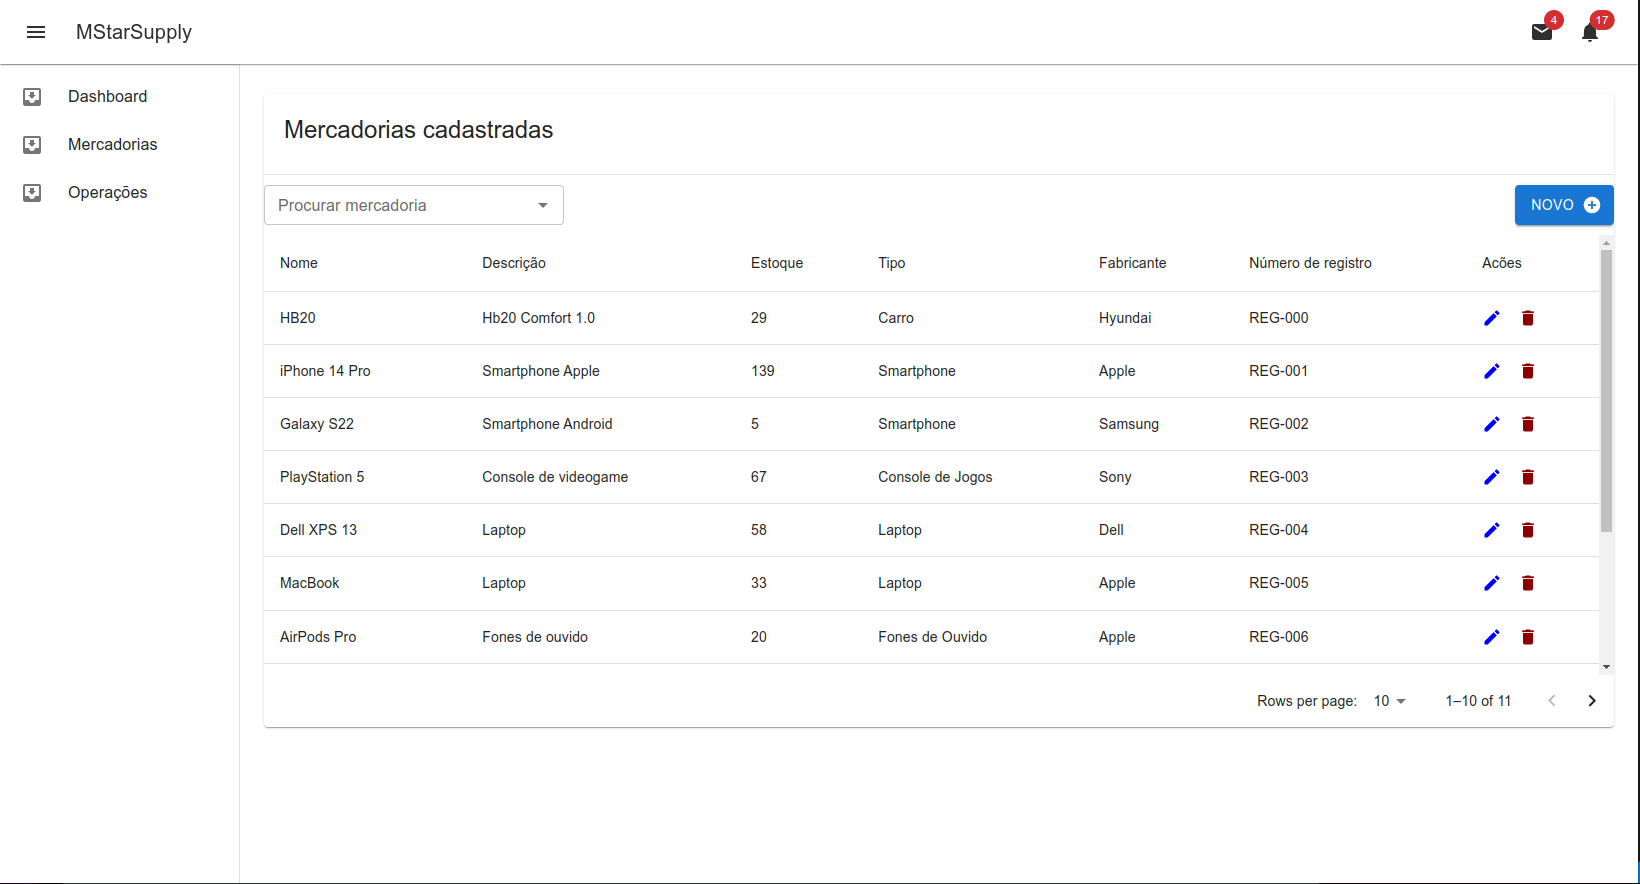 MStarSupply
4
17
Dashboard
Mercadorias
Operações
Mercadorias cadastradas
Procurar mercadoria
NOVO
Nome Descrição Estoque Tipo Fabricante Número de registro Acões
HB20 Hb20 Comfort 1.0 29 Carro Hyundai REG-000
iPhone 14 Pro Smartphone Apple 139 Smartphone Apple REG-001
Galaxy S22 Smartphone Android 5 Smartphone Samsung REG-002
PlayStation 5 Console de videogame 67 Console de Jogos Sony REG-003
Dell XPS 13 Laptop 58 Laptop Dell REG-004
MacBook Laptop 33 Laptop Apple REG-005
AirPods Pro Fones de ouvido 20 Fones de Ouvido Apple REG-006
Rows per page: 10 1–10 of 11